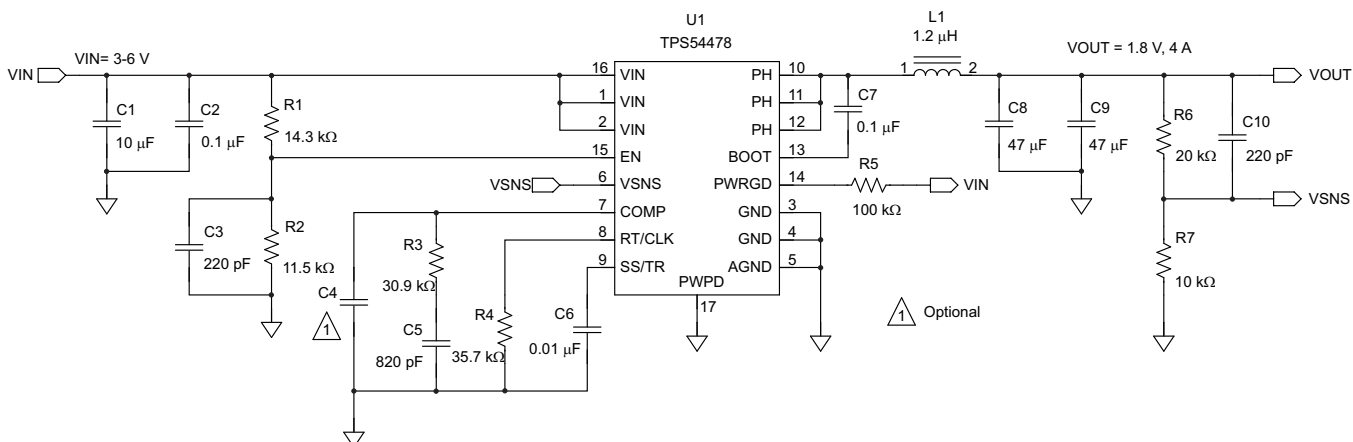 U1
TPS54478
L1
1.2 μH
VIN= 3-6 V
VOUT = 1.8 V, 4 A
VIN
VOUT
C1
10 μF
C2
0.1 μF
R1
14.3 kΩ
16 VIN
1 VIN
2 VIN
15 EN
6 VSNS
7 COMP
8 RT/CLK
9 SS/TR
PH 10
PH 11
PH 12
BOOT 13
PWRGD 14
GND 3
GND 4
AGND 5
PWPD
17
VSNS
C7
0.1 μF
1 2
R5
100 kΩ
VIN
C8
47 μF
C9
47 μF
R6
20 kΩ
C10
220 pF
VSNS
R7
10 kΩ
C3
220 pF
R2
11.5 kΩ
C4
1
R3
30.9 kΩ
C5
820 pF
R4
35.7 kΩ
C6
0.01 μF
1 Optional